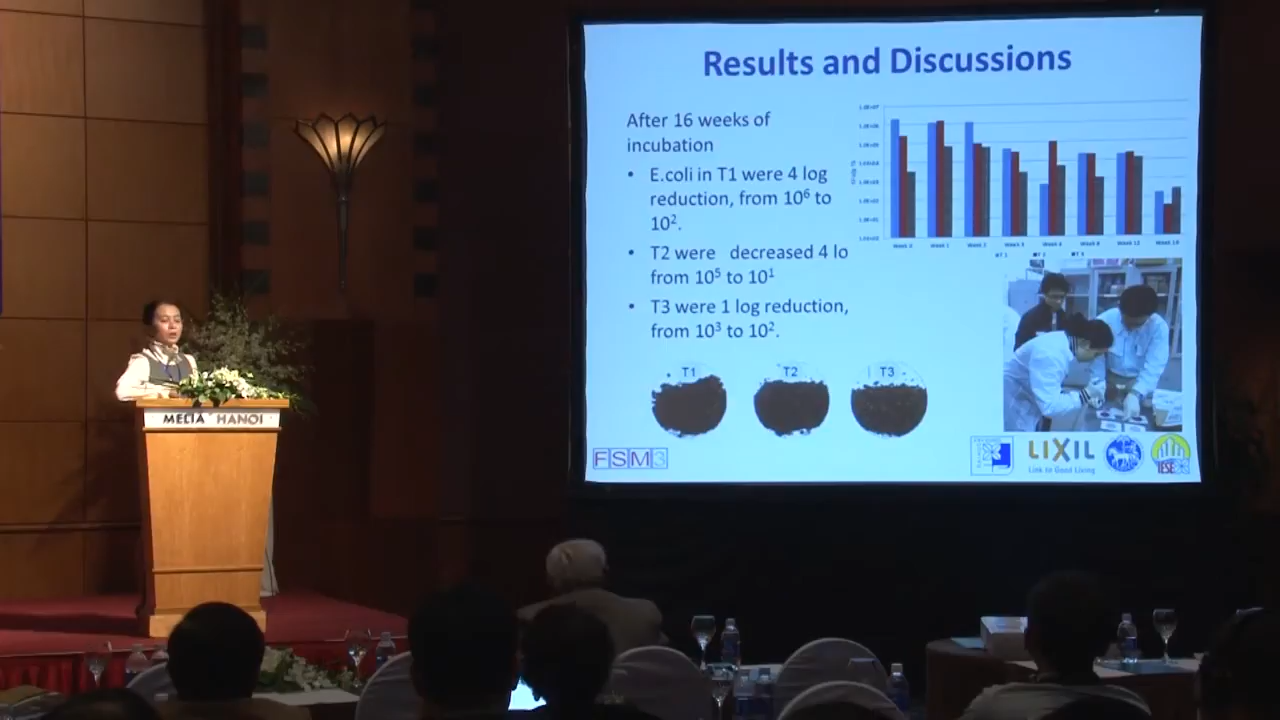 Results and Discussions
After 16 weeks of
incubation
• E.coli in T1 were 4 log
reduction, from 10⁶ to
10².
• T2 were decreased 4 lo
from 10⁵ to 10¹
• T3 were 1 log reduction,
from 10³ to 10².
T1 T2 T3
FSM3
LIXIL
Link to Good Living
IESE
MELIA HANOI